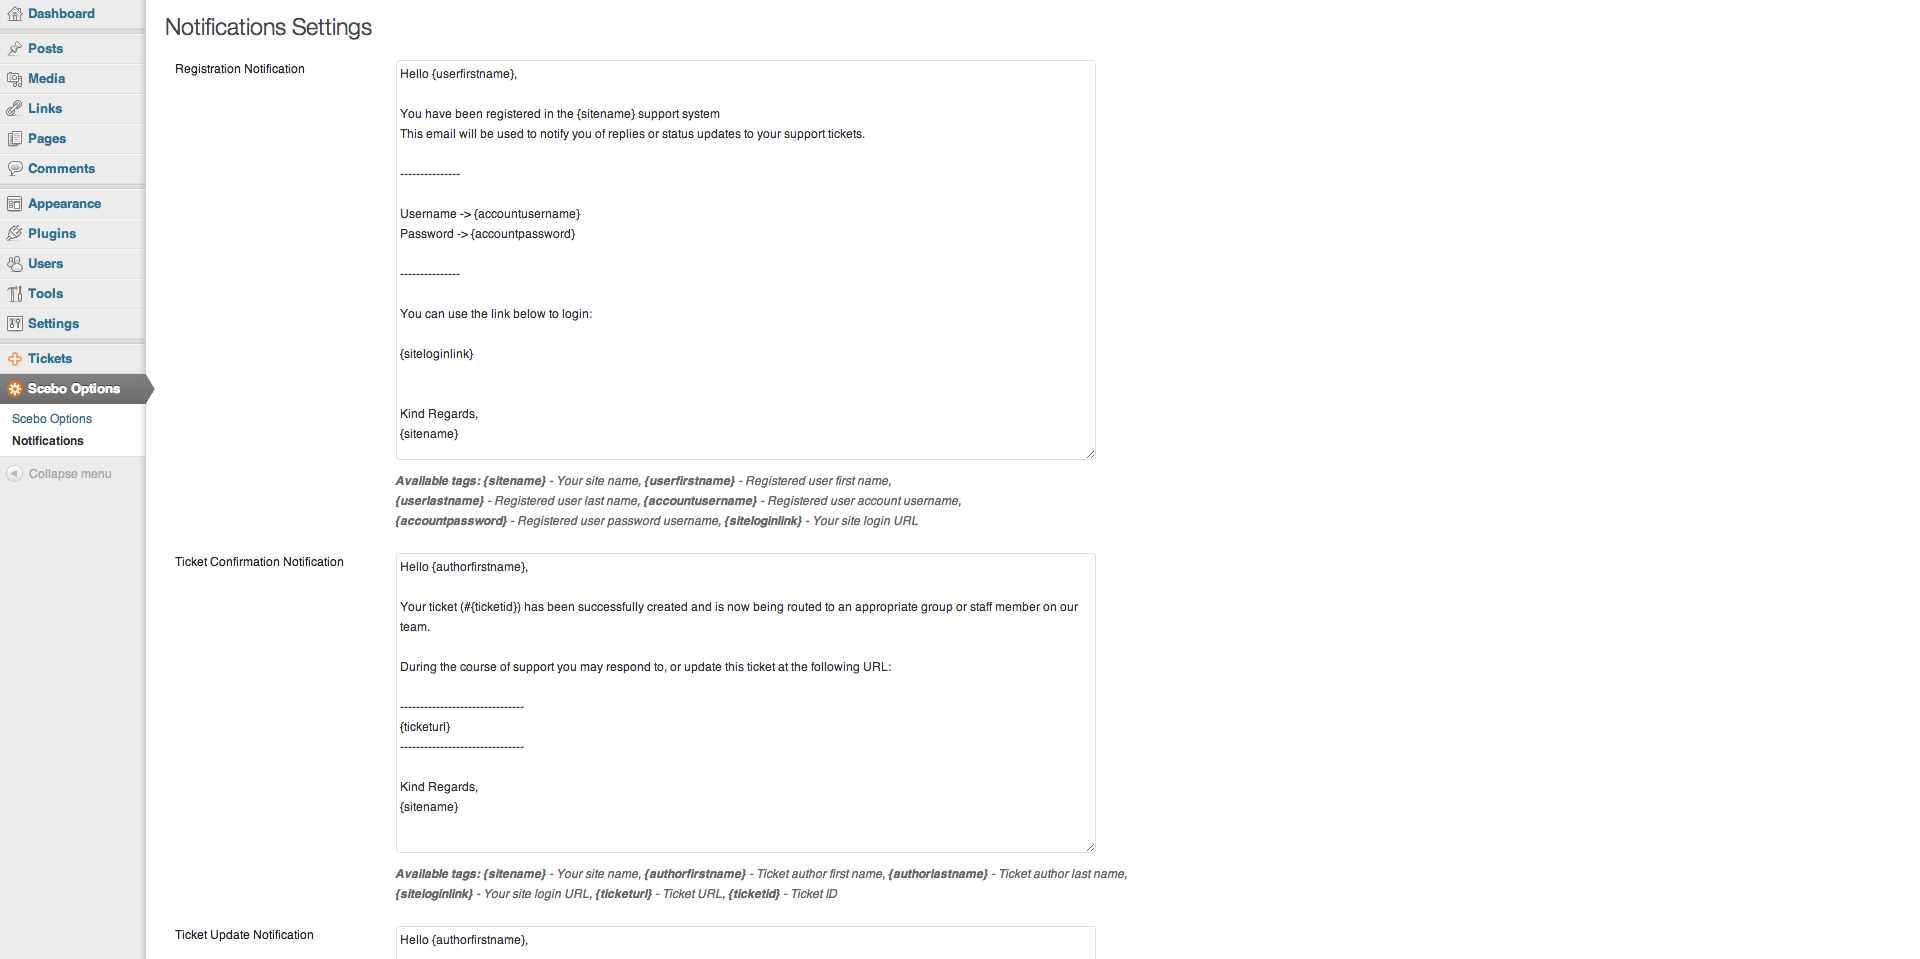 Dashboard
Posts
Media
Links
Pages
Comments
Appearance
Plugins
Users
Tools
Settings
Tickets
Scebo Options
Scebo Options
Notifications
Collapse menu
Notifications Settings
Registration Notification
Hello {userfirstname},
You have been registered in the {sitename} support system
This email will be used to notify you of replies or status updates to your support tickets.
---------------
Username -> {accountusername}
Password -> {accountpassword}
---------------
You can use the link below to login:
{siteloginlink}
Kind Regards,
{sitename}
Available tags: {sitename} - Your site name, {userfirstname} - Registered user first name,
{userlastname} - Registered user last name, {accountusername} - Registered user account username,
{accountpassword} - Registered user password username, {siteloginlink} - Your site login URL
Ticket Confirmation Notification
Hello {authorfirstname},
Your ticket (#{ticketid}) has been successfully created and is now being routed to an appropriate group or staff member on our
team.
During the course of support you may respond to, or update this ticket at the following URL:
-------------------------------
{ticketurl}
-------------------------------
Kind Regards,
{sitename}
Available tags: {sitename} - Your site name, {authorfirstname} - Ticket author first name, {authorlastname} - Ticket author last name,
{siteloginlink} - Your site login URL, {ticketurl} - Ticket URL, {ticketid} - Ticket ID
Ticket Update Notification
Hello {authorfirstname},